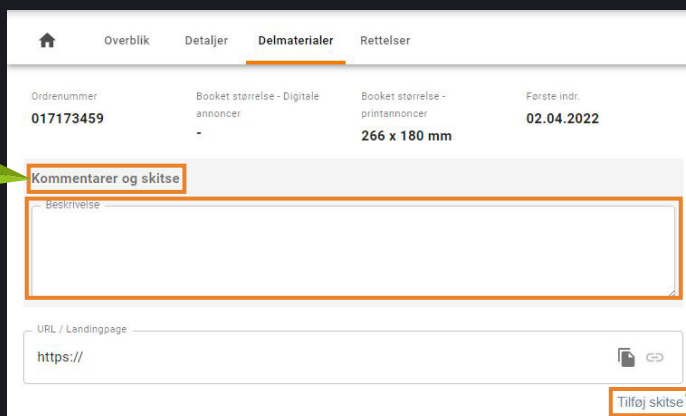 Overblik Detaljer Delmaterialer Rettelser
Ordrenummer
017173459
Booket størrelse - Digitale
annoncer
-
Booket størrelse -
printannoncer
266 x 180 mm
Første indr.
02.04.2022
Kommentarer og skitse
Beskrivelse
URL / Landingpage
https://
Tilføj skitse